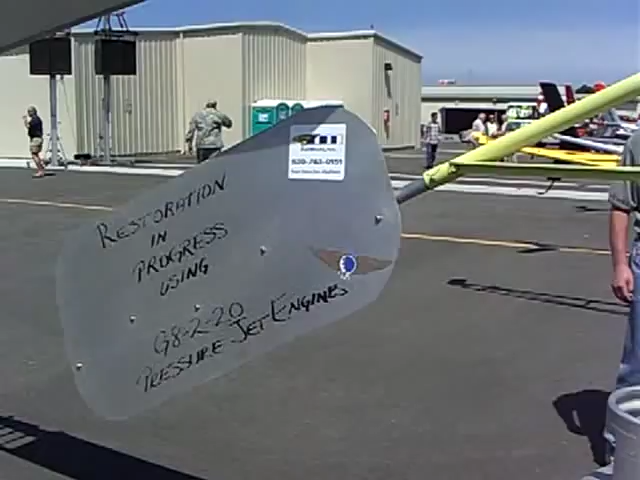 RESTORATION
IN
PROGRESS
USING
G8-2-20
PRESSURE JET ENGINES